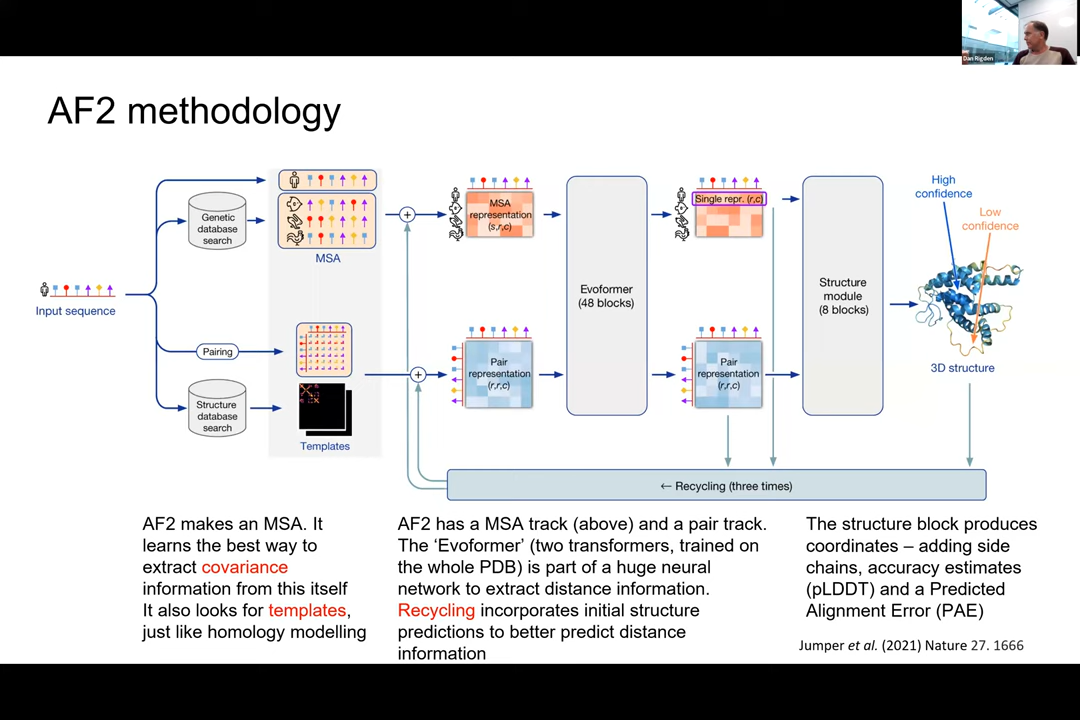 Dan Rigden
AF2 methodology
Input sequence
Genetic
database
search
MSA
Pairing
Structure
database
search
Templates
MSA
representation
(s,r,c)
Pair
representation
(r,r,c)
Evoformer
(48 blocks)
Single repr. (r,c)
Pair
representation
(r,r,c)
Structure
module
(8 blocks)
High
confidence
Low
confidence
3D structure
← Recycling (three times)
AF2 makes an MSA. It
learns the best way to
extract covariance
information from this itself
It also looks for templates,
just like homology modelling
AF2 has a MSA track (above) and a pair track.
The ‘Evoformer’ (two transformers, trained on
the whole PDB) is part of a huge neural
network to extract distance information.
Recycling incorporates initial structure
predictions to better predict distance
information
The structure block produces
coordinates – adding side
chains, accuracy estimates
(pLDDT) and a Predicted
Alignment Error (PAE)
Jumper et al. (2021) Nature 27. 1666